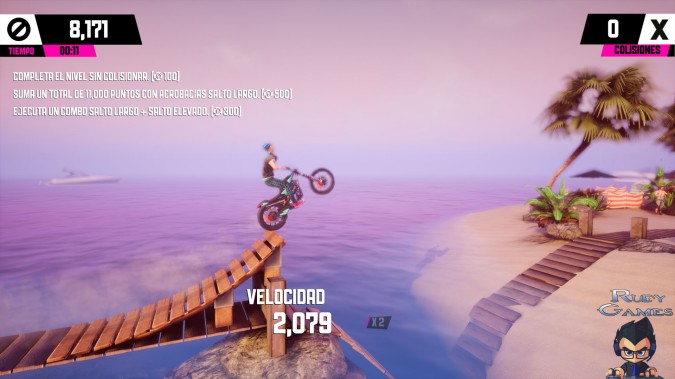 8,171
TIEMPO 00:11
0 X
COLISIONES
COMPLETA EL NIVEL SIN COLISIONAR. (100)
SUMA UN TOTAL DE 11,000 PUNTOS CON ACROBACIAS SALTO LARGO. (500)
EJECUTA UN COMBO SALTO LARGO + SALTO ELEVADO. (300)
VELOCIDAD
2,079 X2
RUBY
GAMES